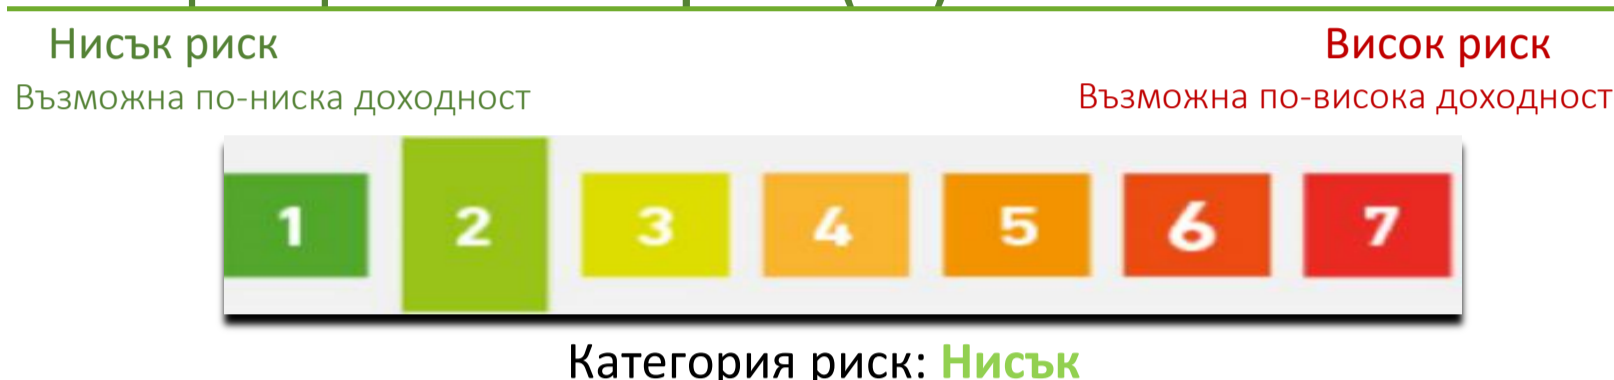 Нисък риск Висок риск
Възможна по-ниска доходност Възможна по-висока доходност
1 2 3 4 5 6 7
Категория риск: Нисък